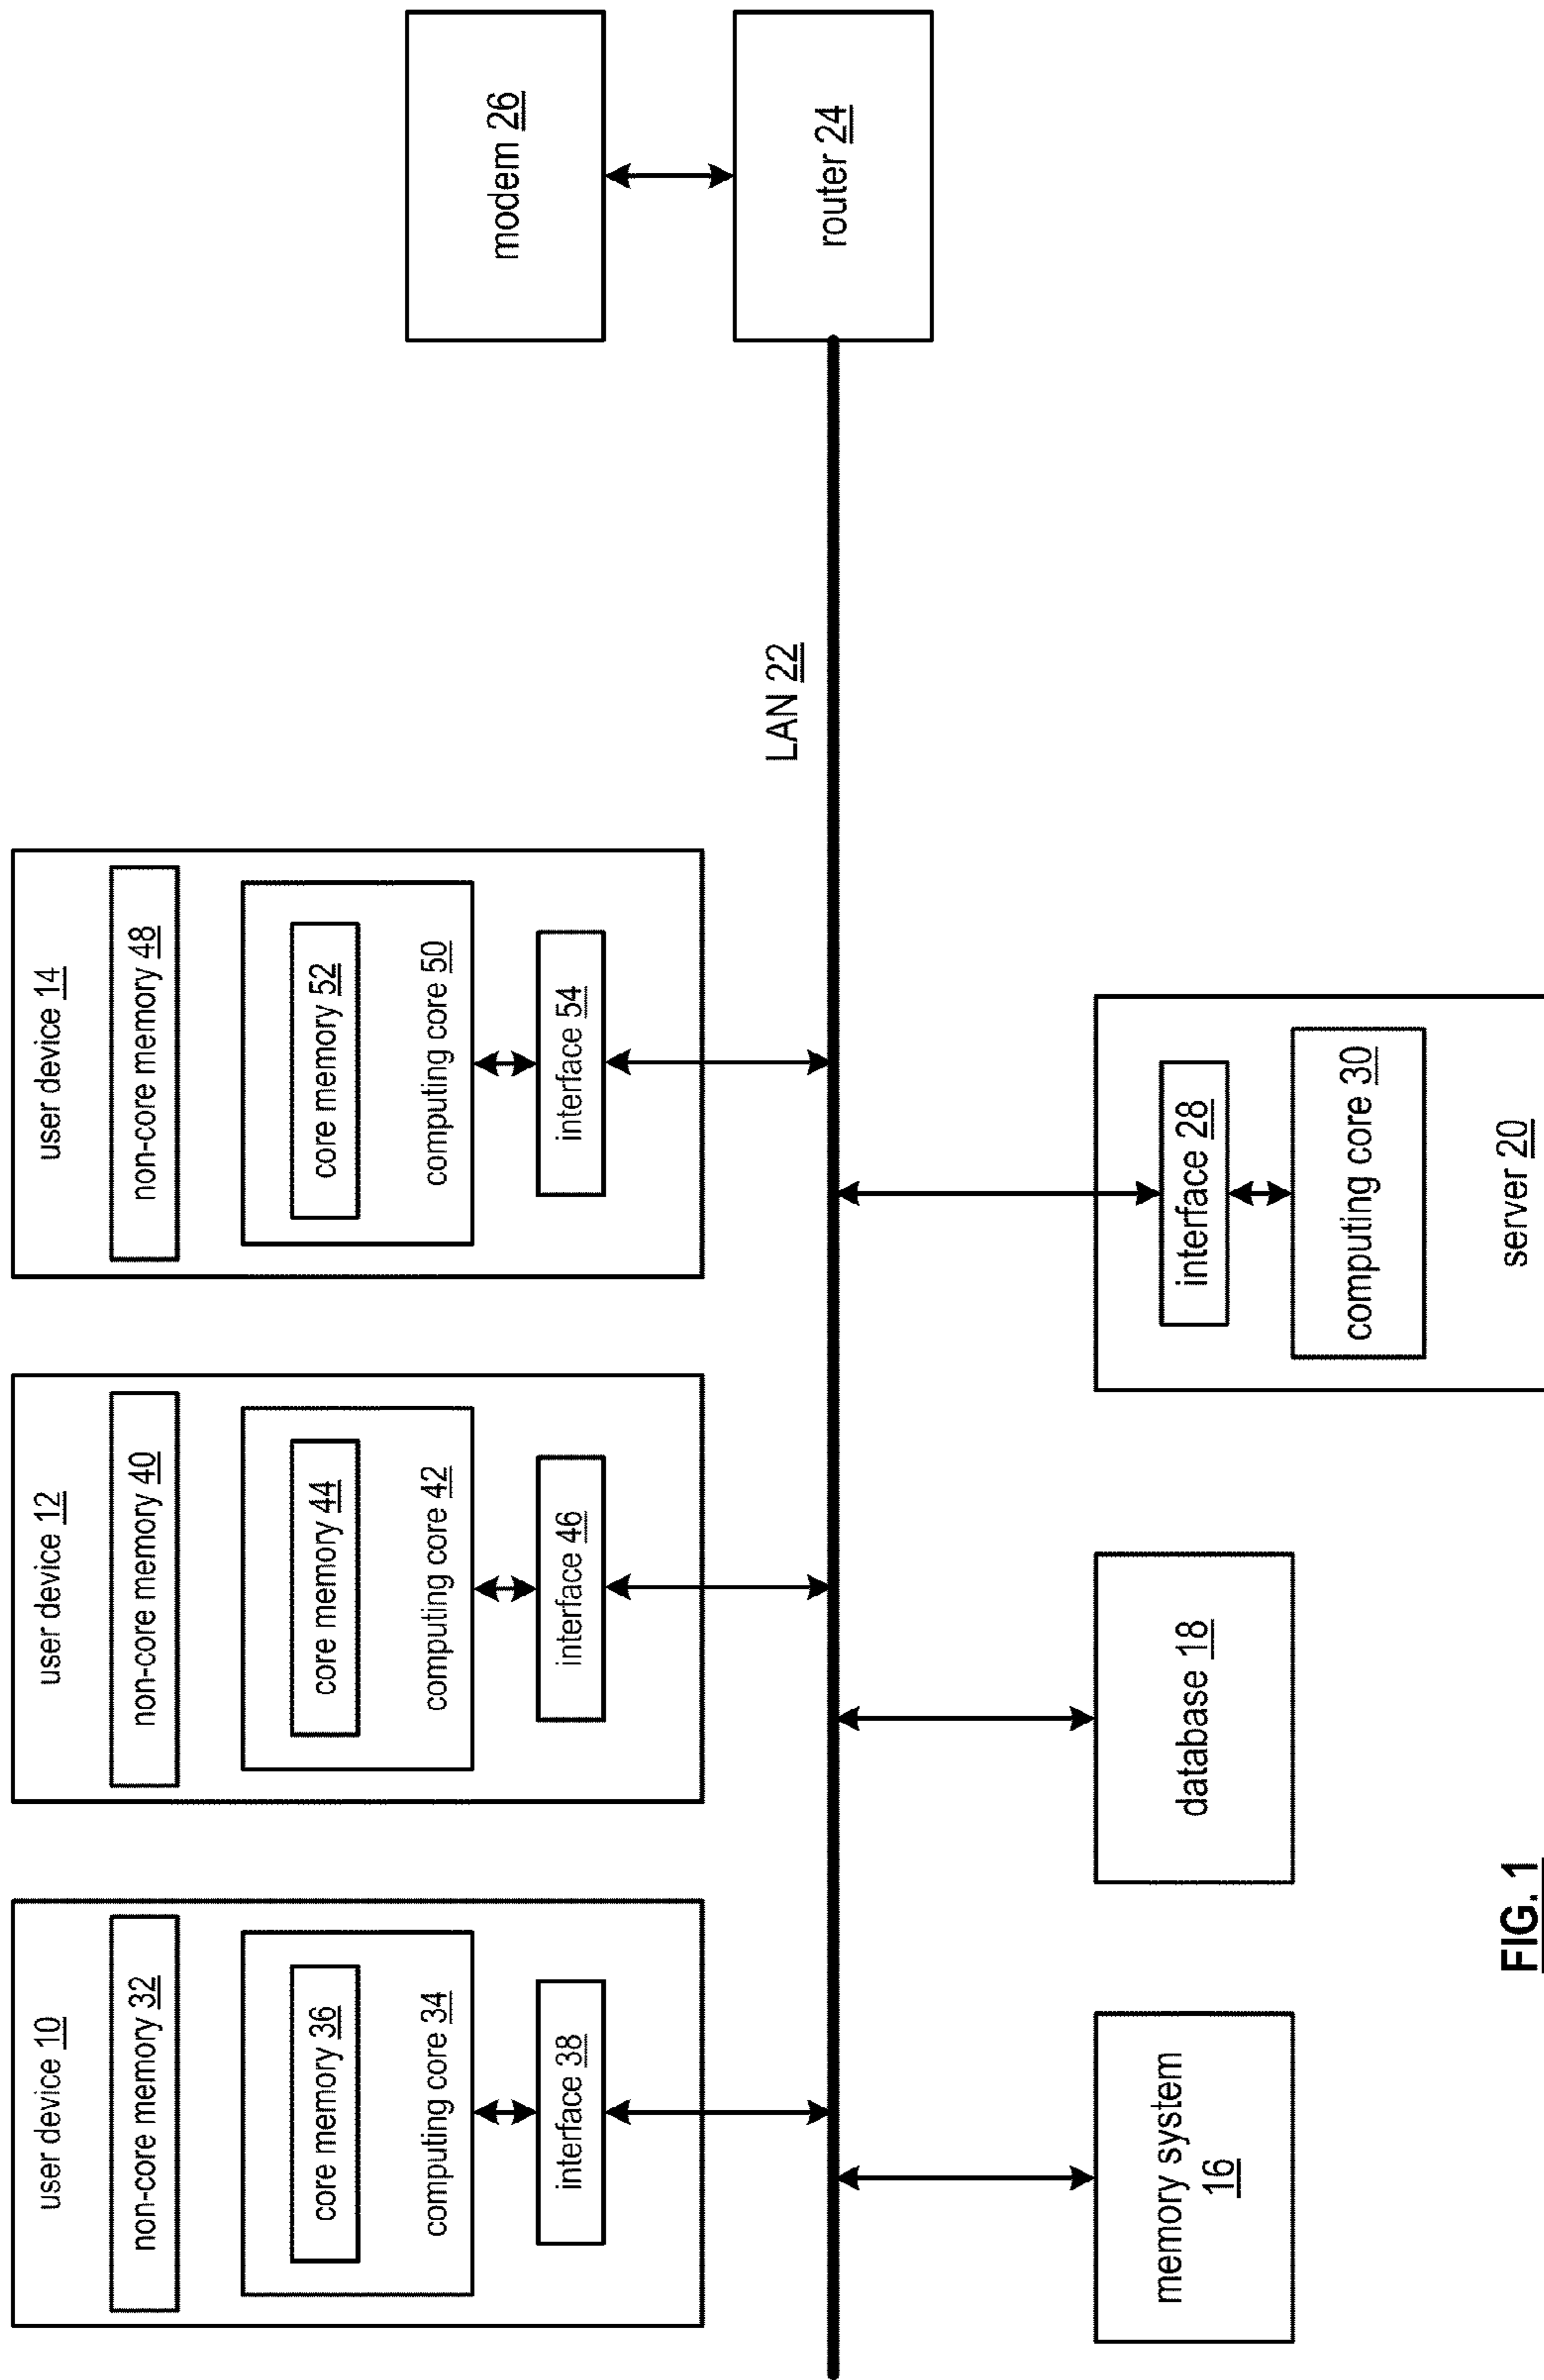 user device 10
non-core memory 32
core memory 36
computing core 34
interface 38
user device 12
non-core memory 40
core memory 44
computing core 42
interface 46
user device 14
non-core memory 48
core memory 52
computing core 50
interface 54
modem 26
router 24
LAN 22
memory system
16
database 18
interface 28
computing core 30
server 20
FIG. 1